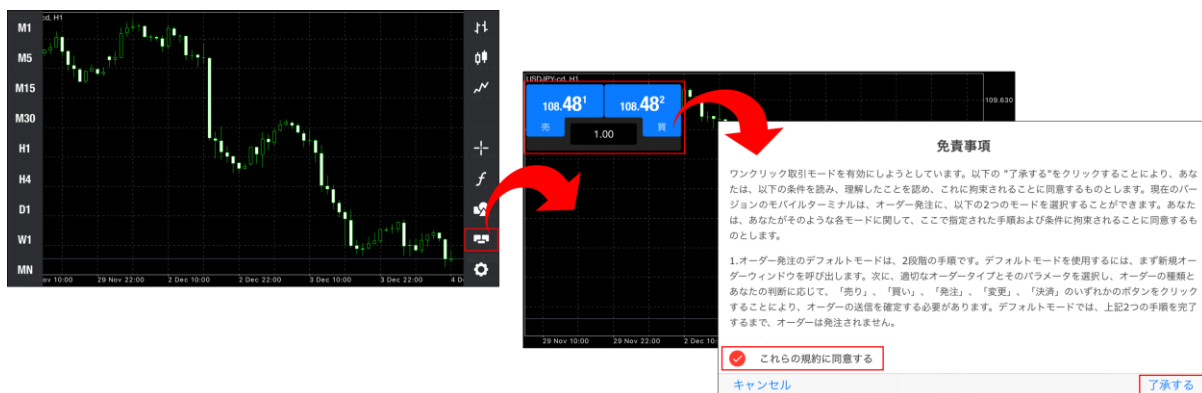 cd, H1
M1
M5
M15
M30
H1
H4
D1
W1
MN
ov 10:00 29 Nov 22:00 2 Dec 10:00 2 Dec 22:00 3 Dec 10:00 3 Dec 22:00 4 D
USDJPY-cd, H1
108.48¹ 108.48²
売 1.00 買
109.630
29 Nov 10:00 29 Nov 22:00 2 Dec 10:
免責事項
ワンクリック取引モードを有効にしようとしています。以下の "了承する"をクリックすることにより、あな
たは、以下の条件を読み、理解したことを認め、これに拘束されることに同意するものとします。現在のバー
ジョンのモバイルターミナルは、オーダー発注に、以下の2つのモードを選択することができます。あなた
は、あなたがそのような各モードに関して、ここで指定された手順および条件に拘束されることに同意するも
のとします。
1.オーダー発注のデフォルトモードは、2段階の手順です。デフォルトモードを使用するには、まず新規オー
ダーウィンドウを呼び出します。次に、適切なオーダータイプとそのパラメータを選択し、オーダーの種類と
あなたの判断に応じて、「売り」、「買い」、「発注」、「変更」、「決済」のいずれかのボタンをクリック
することにより、オーダーの送信を確定する必要があります。デフォルトモードでは、上記2つの手順を完了
するまで、オーダーは発注されません。
これらの規約に同意する
キャンセル 了承する